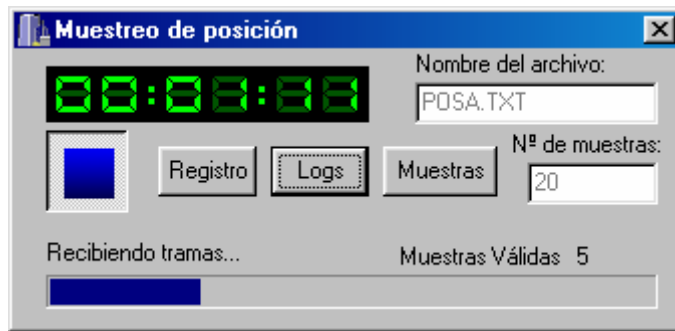 Muestreo de posición
00:01:11
Nombre del archivo:
POSA.TXT
Registro
Logs
Muestras
Nº de muestras:
20
Recibiendo tramas...
Muestras Válidas 5